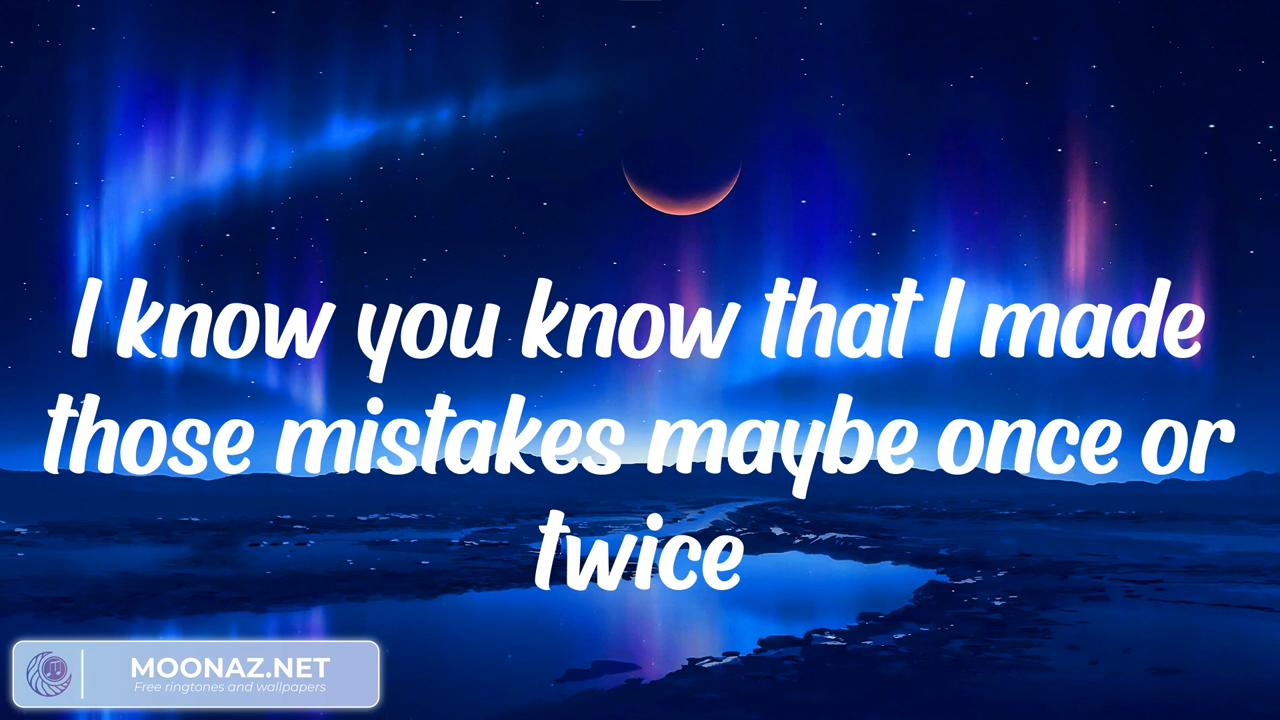 I know you know that I made
those mistakes maybe once or
twice
MOONAZ.NET
Free ringtones and wallpapers